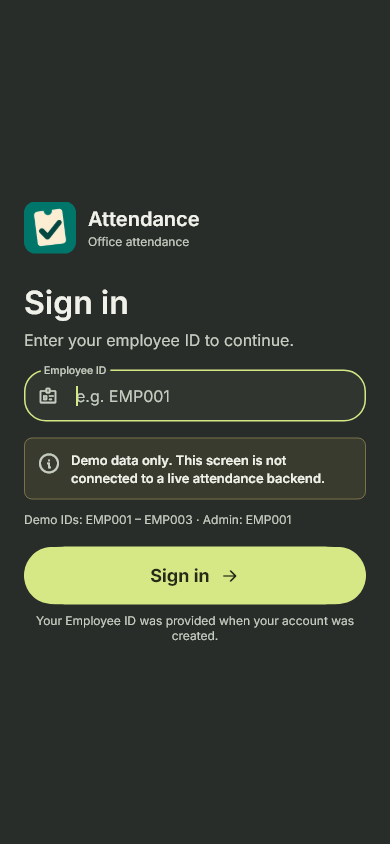 Attendance
Office attendance
Sign in
Enter your employee ID to continue.
Employee ID
e.g. EMP001
Demo data only. This screen is not
connected to a live attendance backend.
Demo IDs: EMP001 – EMP003 · Admin: EMP001
Sign in →
Your Employee ID was provided when your account was
created.